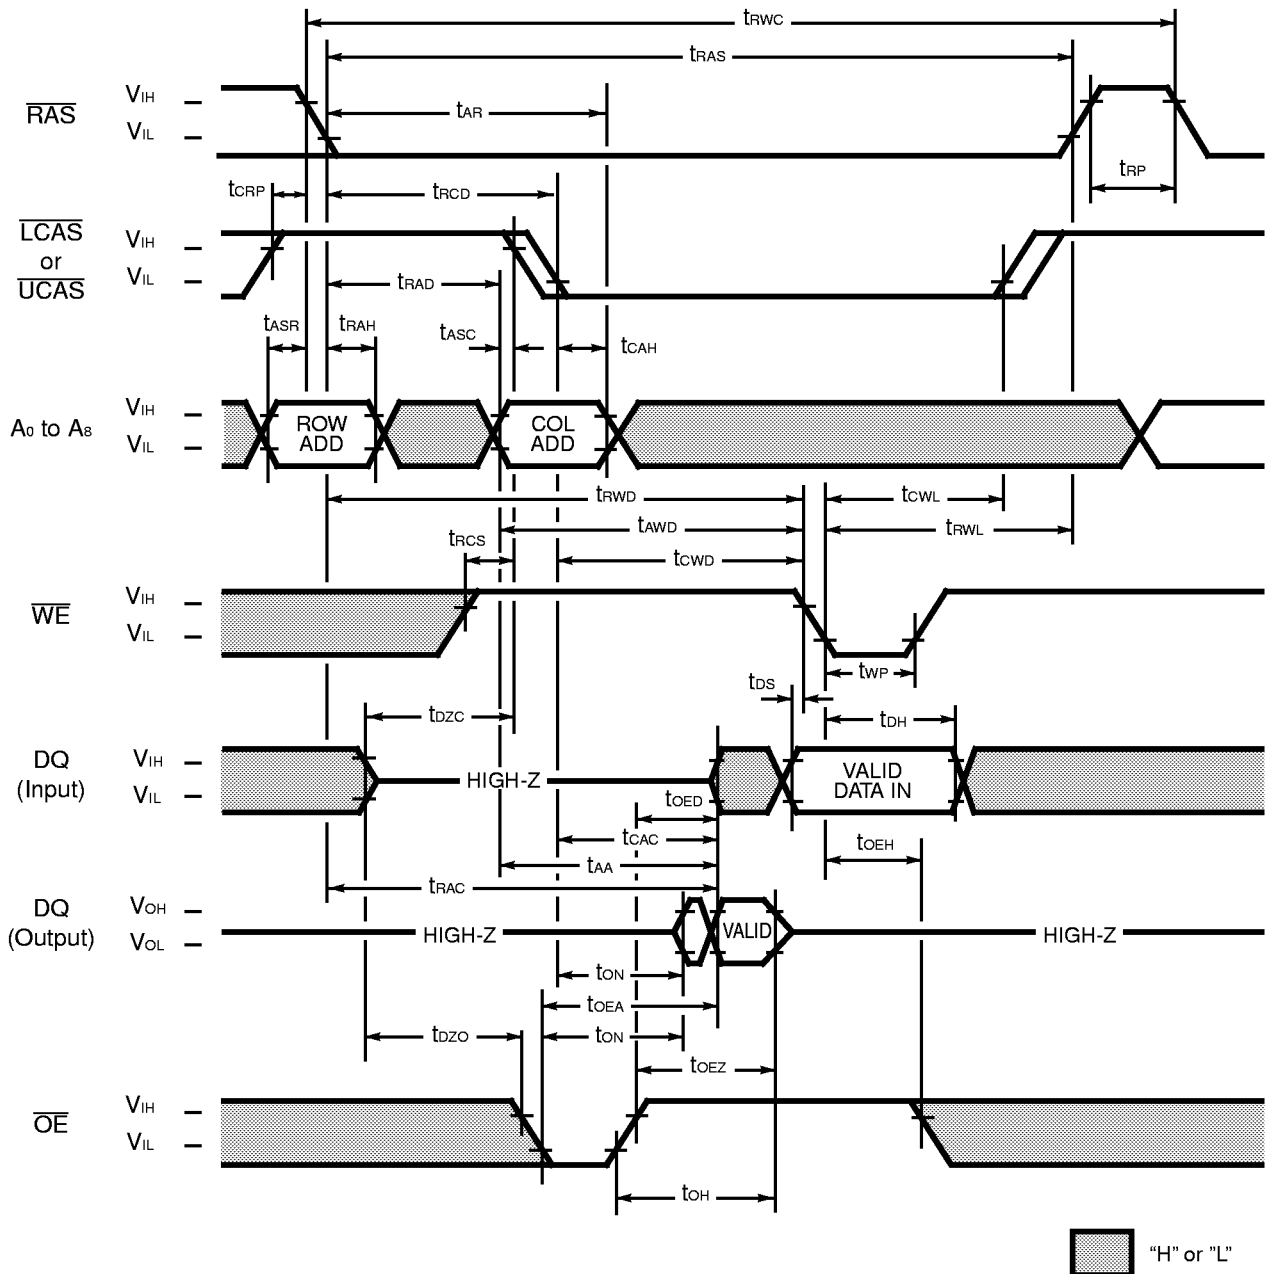 tRWC
tRAS
RAS
VIH
VIL
tAR
tRP
tCRP
tRCD
LCAS
or
UCAS
VIH
VIL
tRAD
tASR
tRAH
tASC
tCAH
A0 to A8
VIH
VIL
ROW
ADD
COL
ADD
tRWD
tCWL
tAWD
tRWL
tRCS
tCWD
WE
VIH
VIL
tWP
tDS
tDZC
tDH
DQ
(Input)
VIH
VIL
HIGH-Z
VALID
DATA IN
tOED
tCAC
tOEH
tAA
tRAC
DQ
(Output)
VOH
VOL
HIGH-Z
VALID
HIGH-Z
tON
tOEA
tDZO
tON
tOEZ
OE
VIH
VIL
tOH
“H” or ”L”